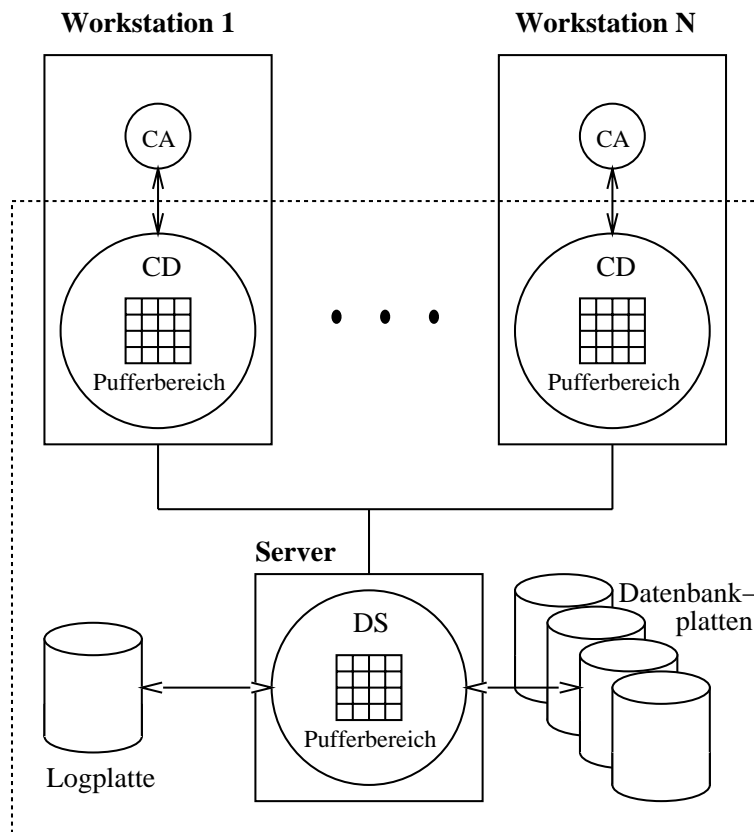 Workstation 1
Workstation N
CA
CA
CD
CD
Pufferbereich
Pufferbereich
Server
DS
Pufferbereich
Datenbank–
platten
Logplatte